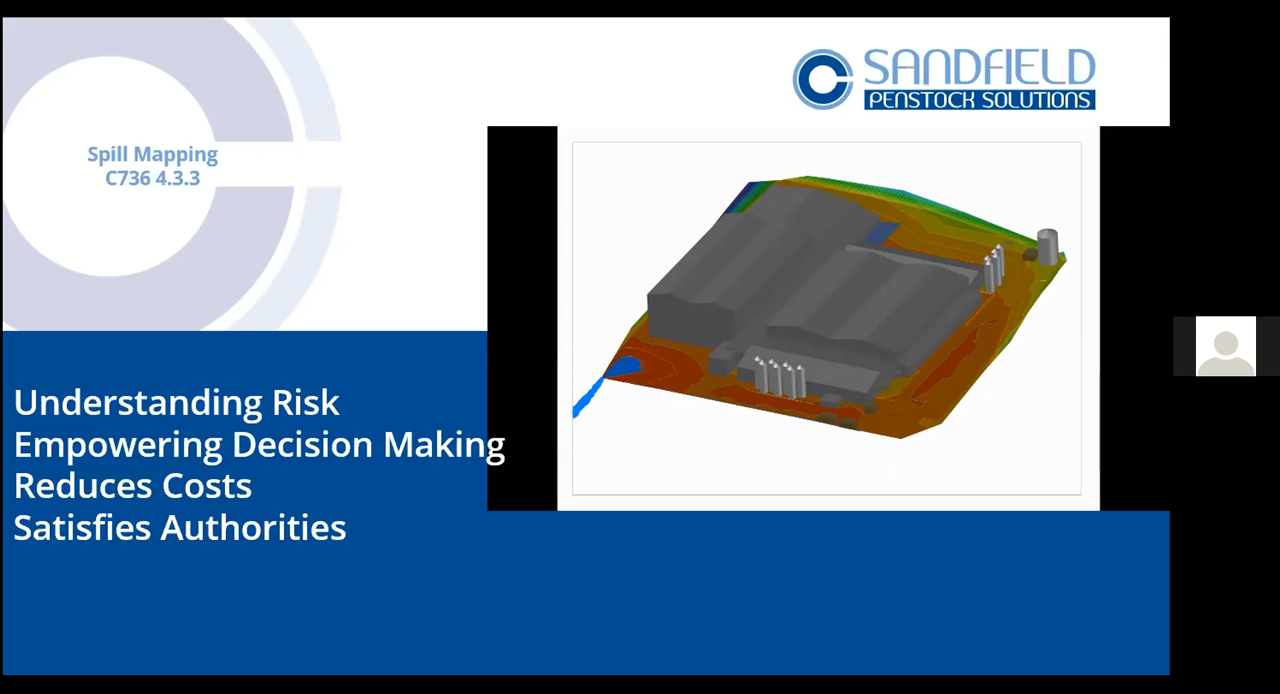 SANDFIELD
PENSTOCK SOLUTIONS
Spill Mapping
C736 4.3.3
Understanding Risk
Empowering Decision Making
Reduces Costs
Satisfies Authorities